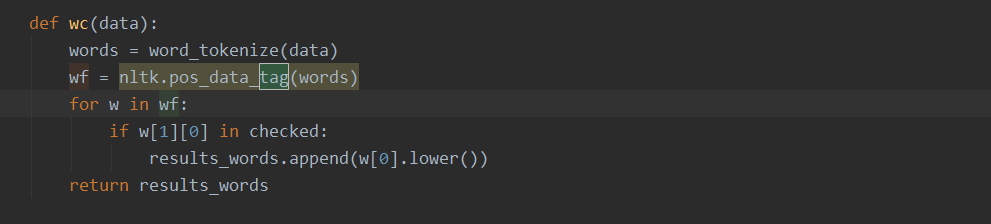 def wc(data):
    words = word_tokenize(data)
    wf = nltk.pos_data_tag(words)
    for w in wf:
        if w[1][0] in checked:
            results_words.append(w[0].lower())
    return results_words